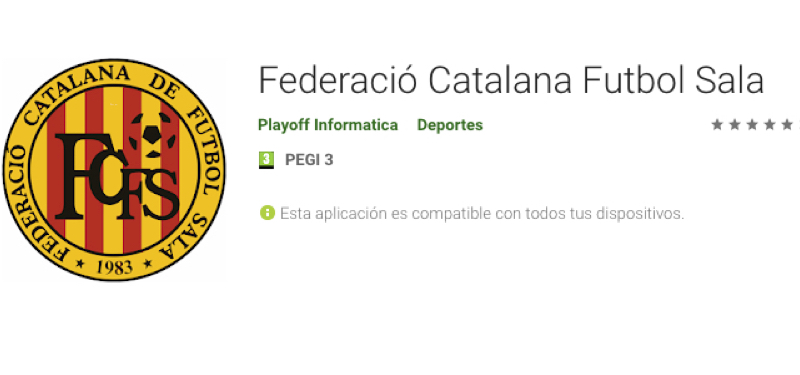 FEDERACIÓ CATALANA DE FUTBOL SALA
FCFS
★ 1983 ★
Federació Catalana Futbol Sala
Playoff Informatica Deportes
3 PEGI 3
Esta aplicación es compatible con todos tus dispositivos.